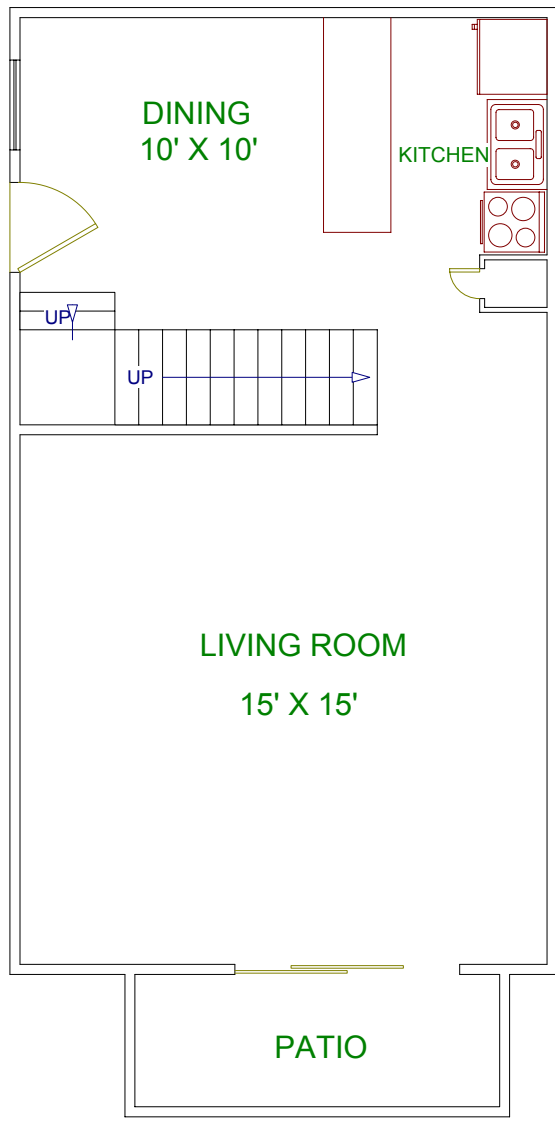 DINING
10' X 10'
KITCHEN
UP
UP
LIVING ROOM
15' X 15'
PATIO